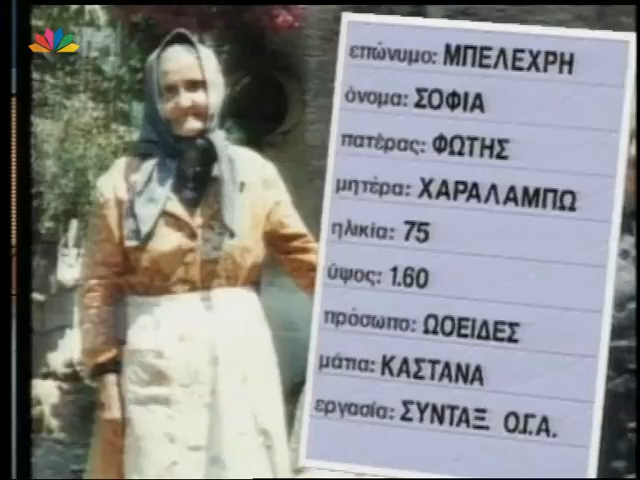 επώνυμο: ΜΠΕΛΕΧΡΗ
όνομα: ΣΟΦΙΑ
πατέρας: ΦΩΤΗΣ
μητέρα: ΧΑΡΑΛΑΜΠΩ
ηλικία: 75
ύψος: 1.60
πρόσωπο: ΩΟΕΙΔΕΣ
μάτια: ΚΑΣΤΑΝΑ
εργασία: ΣΥΝΤΑΞ Ο.Γ.Α.